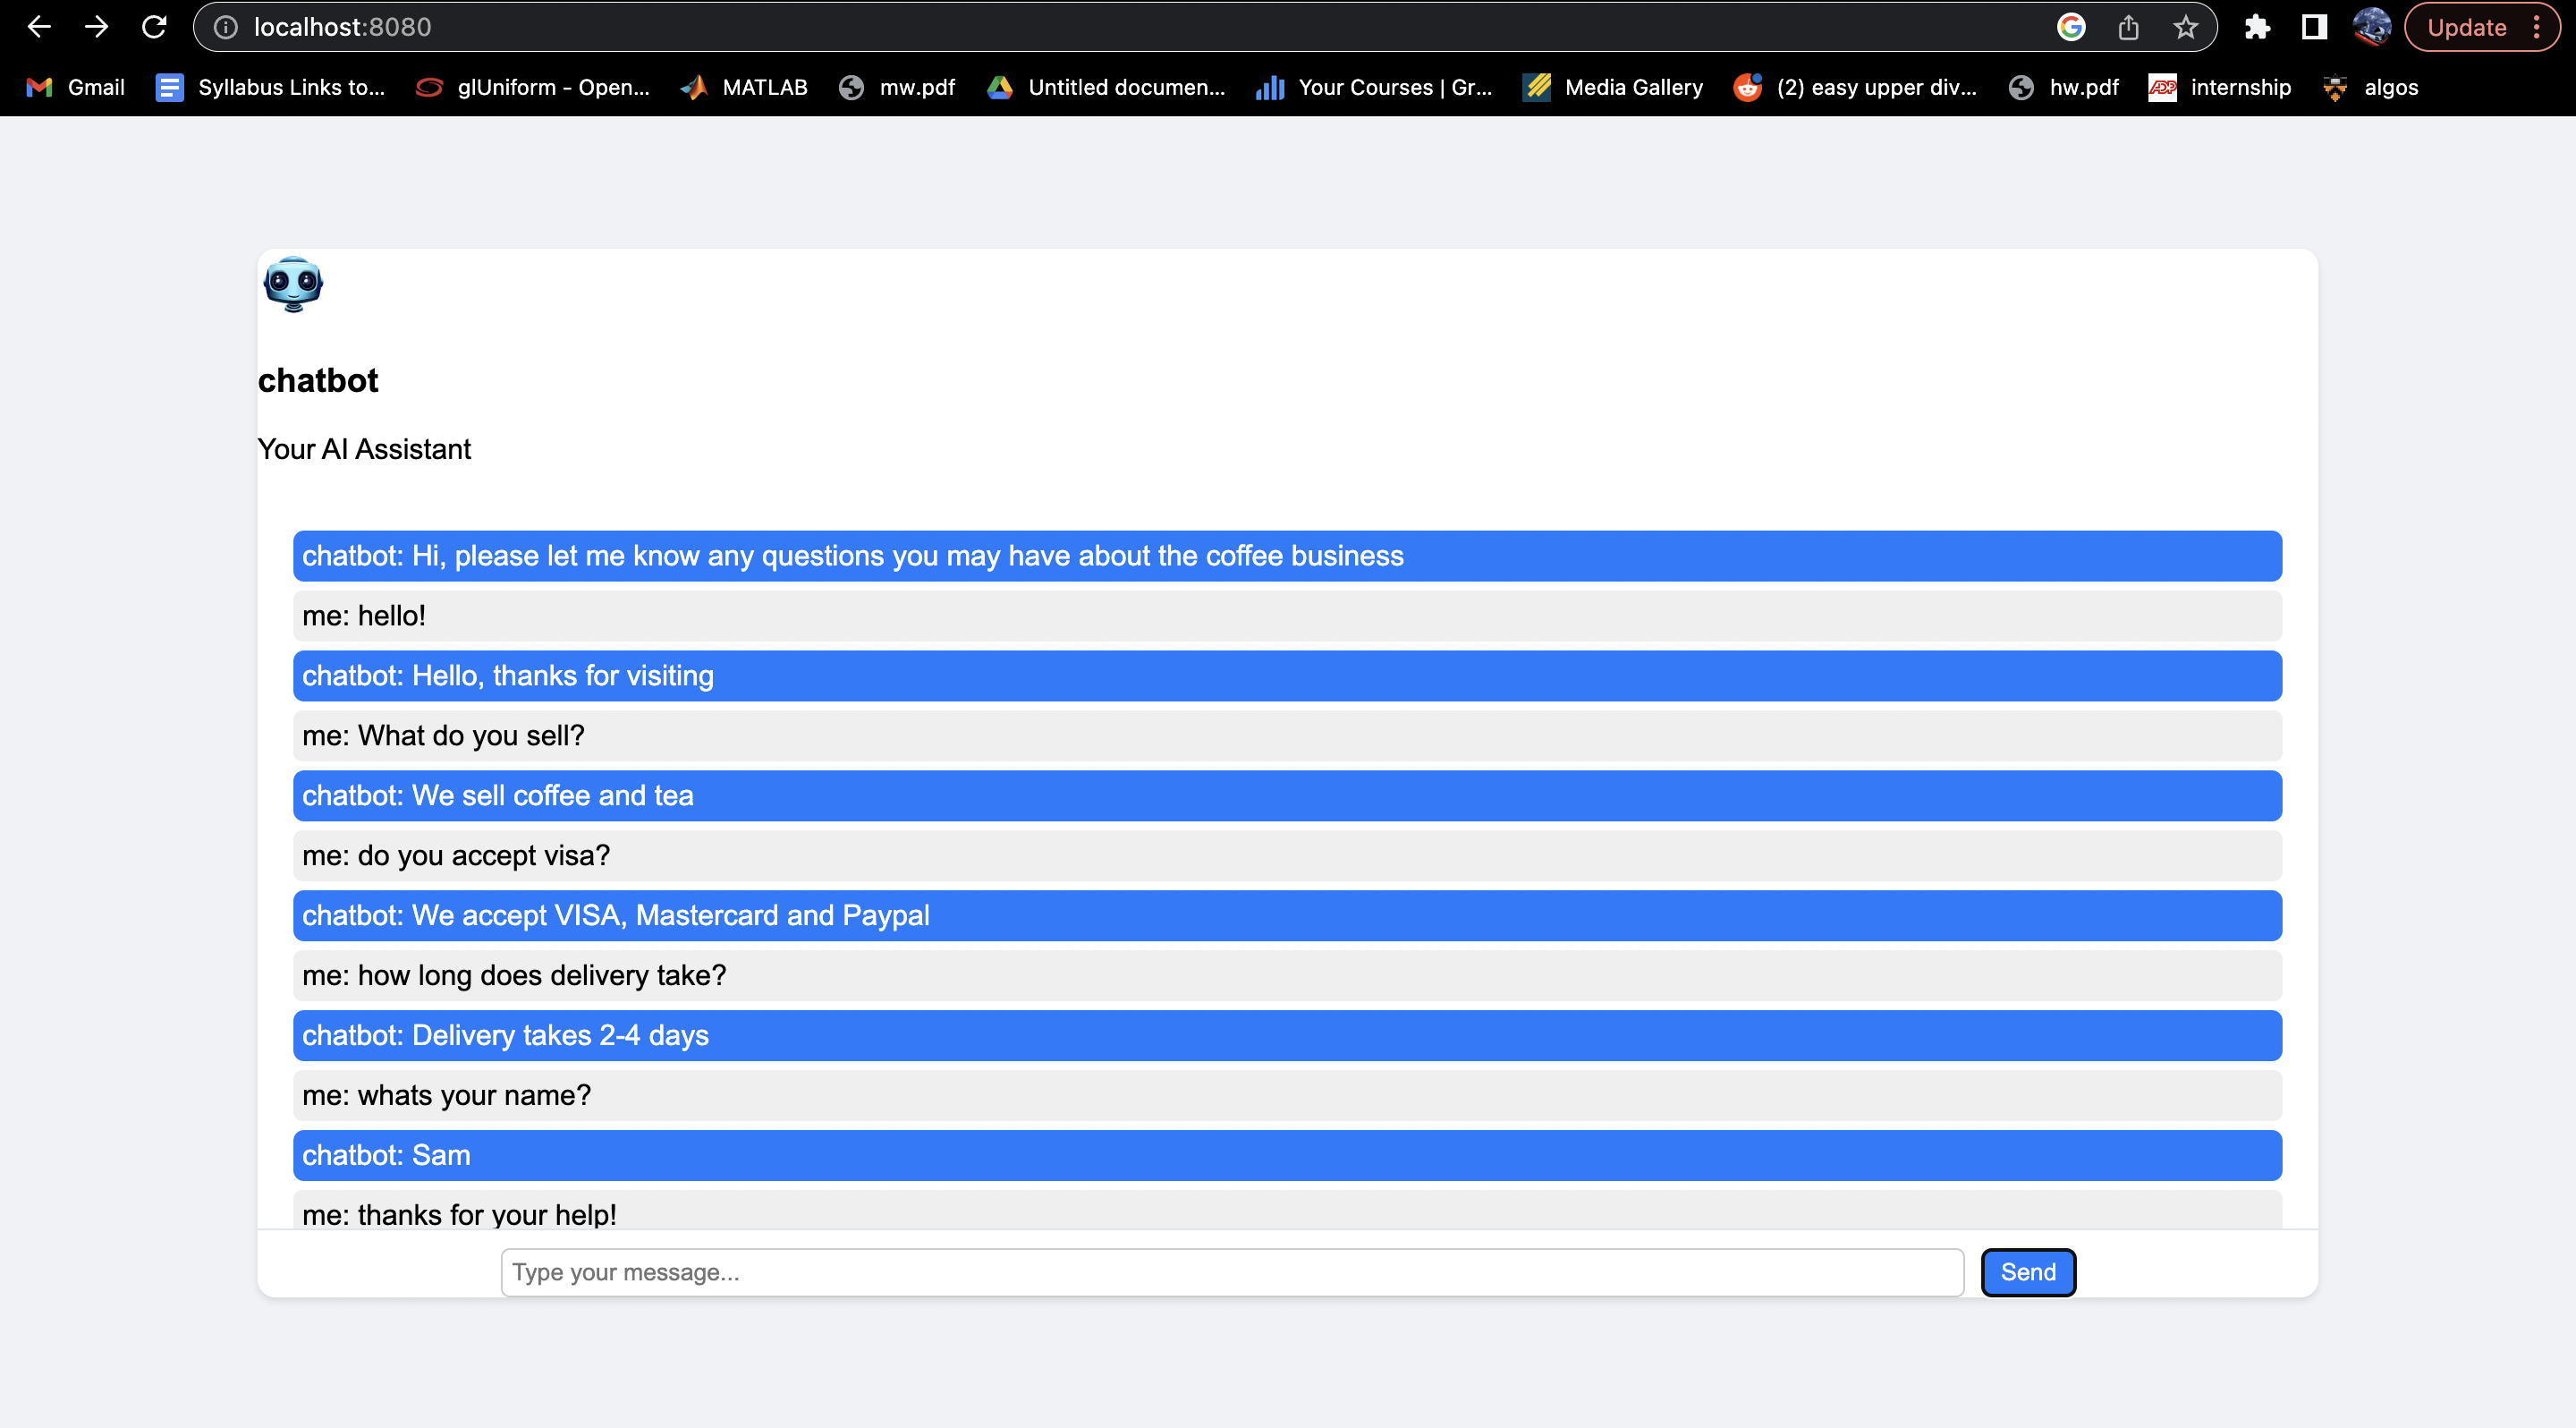 localhost:8080
Update
Gmail
Syllabus Links to...
glUniform - Open...
MATLAB
mw.pdf
Untitled documen...
Your Courses | Gr...
Media Gallery
(2) easy upper div...
hw.pdf
ADP
internship
algos
chatbot
Your AI Assistant
chatbot: Hi, please let me know any questions you may have about the coffee business
me: hello!
chatbot: Hello, thanks for visiting
me: What do you sell?
chatbot: We sell coffee and tea
me: do you accept visa?
chatbot: We accept VISA, Mastercard and Paypal
me: how long does delivery take?
chatbot: Delivery takes 2-4 days
me: whats your name?
chatbot: Sam
me: thanks for your help!
Type your message...
Send